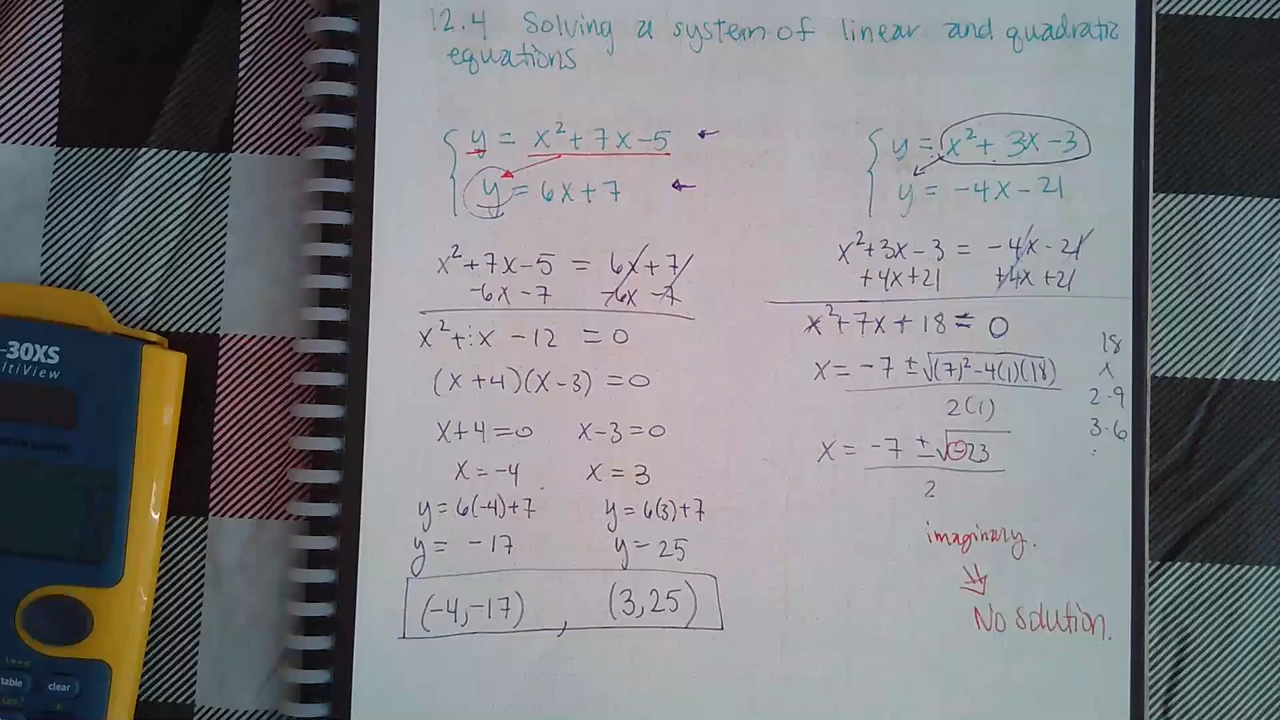 12.4 Solving a system of linear and quadratic
equations
y = x² + 7x - 5
y = 6x + 7
x² + 7x - 5 = 6x + 7
-6x - 7 -6x - 7
x² + x - 12 = 0
(x + 4)(x - 3) = 0
x + 4 = 0 x - 3 = 0
x = -4 x = 3
y = 6(-4) + 7 y = 6(3) + 7
y = -17 y = 25
(-4, -17) , (3, 25)
y = x² + 3x - 3
y = -4x - 21
x² + 3x - 3 = -4x - 21
+4x + 21 +4x + 21
x² + 7x + 18 = 0
x = -7 ± √(7)² - 4(1)(18)
2(1)
x = -7 ± √-23
2
18
2·9
3·6
imaginary.
No solution.
-30XS
ltiView
table
clear